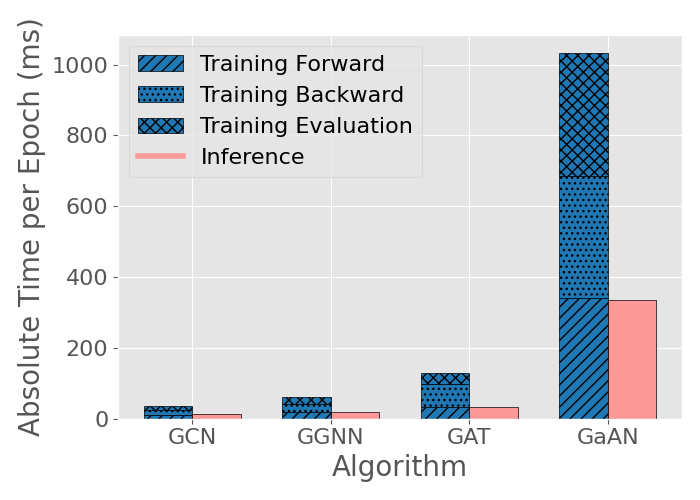 Absolute Time per Epoch (ms)
1000
800
600
400
200
0
Training Forward
Training Backward
Training Evaluation
Inference
GCN GGNN GAT GaAN
Algorithm